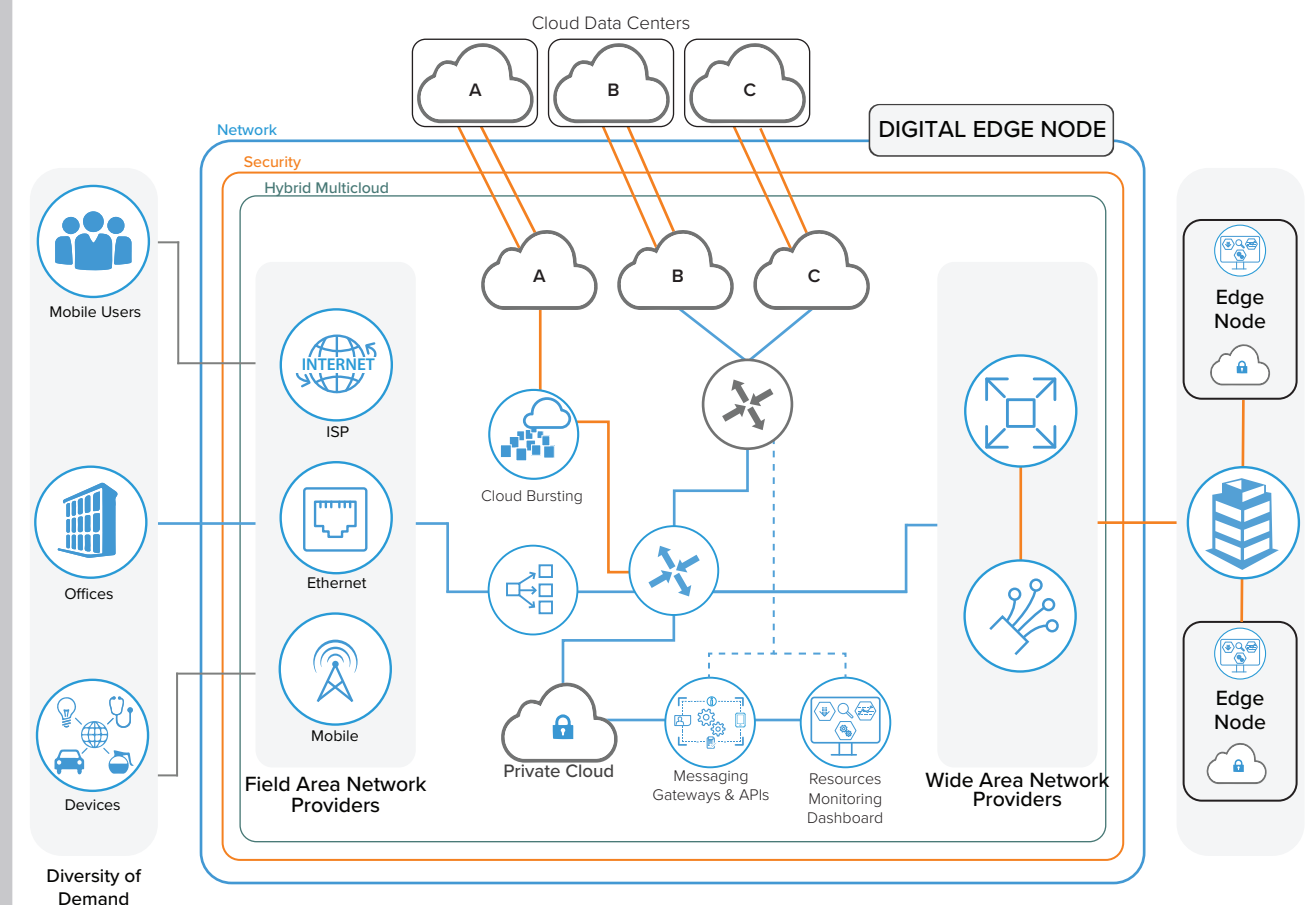 Cloud Data Centers
A
B
C
DIGITAL EDGE NODE
Network
Security
Hybrid Multicloud
A
B
C
Mobile Users
Offices
Devices
Diversity of
Demand
INTERNET
ISP
Ethernet
Mobile
Field Area Network
Providers
Cloud Bursting
Private Cloud
Messaging
Gateways & APIs
Resources
Monitoring
Dashboard
Wide Area Network
Providers
Edge
Node
Edge
Node